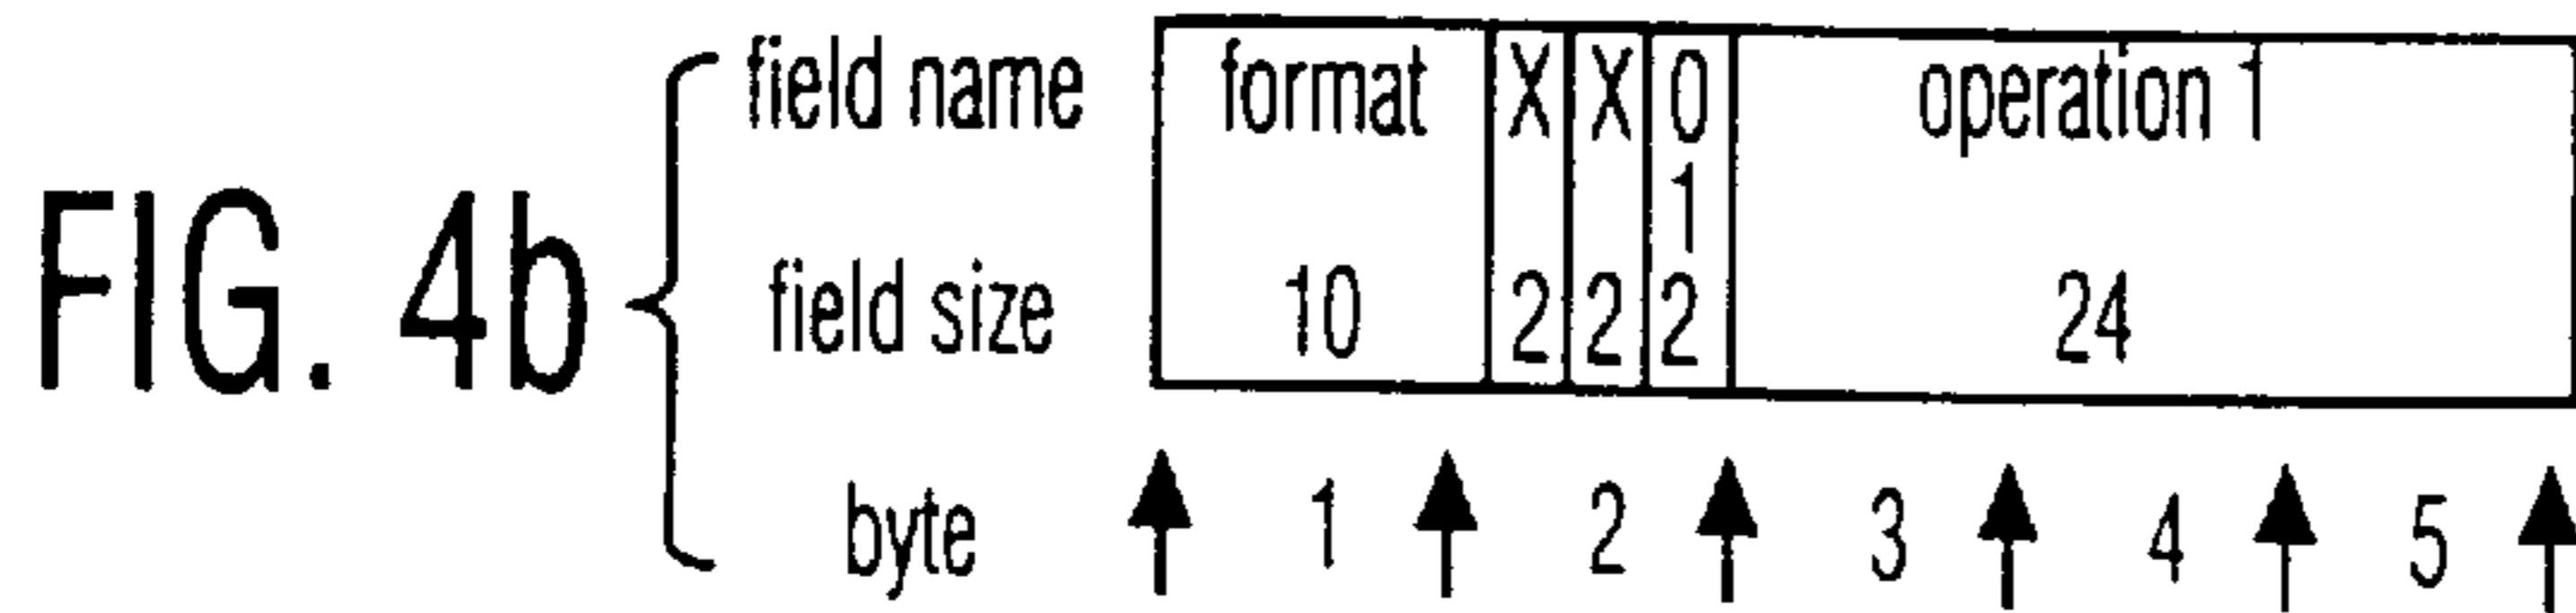 field name format X X 0 operation 1
1
FIG. 4b
field size 10 2 2 2 24
byte 1 2 3 4 5